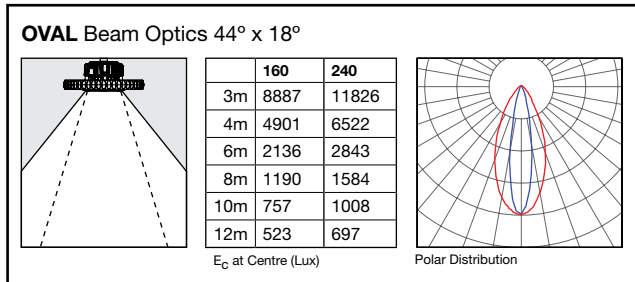 OVAL Beam Optics 44º x 18º
160 240
3m 8887 11826
4m 4901 6522
6m 2136 2843
8m 1190 1584
10m 757 1008
12m 523 697
EC at Centre (Lux)
Polar Distribution